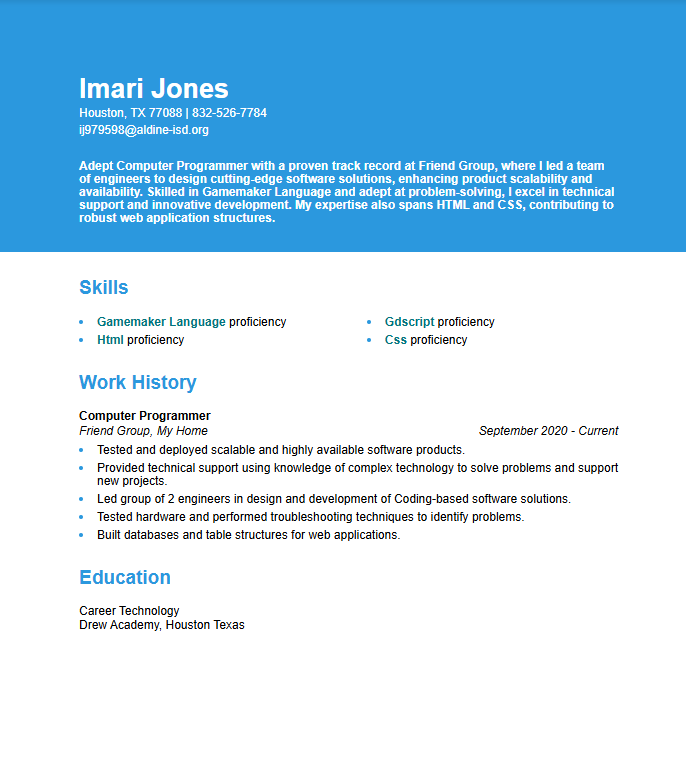 Imari Jones
Houston, TX 77088 | 832-526-7784
ij979598@aldine-isd.org
Adept Computer Programmer with a proven track record at Friend Group, where I led a team
of engineers to design cutting-edge software solutions, enhancing product scalability and
availability. Skilled in Gamemaker Language and adept at problem-solving, I excel in technical
support and innovative development. My expertise also spans HTML and CSS, contributing to
robust web application structures.
Skills
• Gamemaker Language proficiency
• Html proficiency
• Gdscript proficiency
• Css proficiency
Work History
Computer Programmer
Friend Group, My Home September 2020 - Current
• Tested and deployed scalable and highly available software products.
• Provided technical support using knowledge of complex technology to solve problems and support
new projects.
• Led group of 2 engineers in design and development of Coding-based software solutions.
• Tested hardware and performed troubleshooting techniques to identify problems.
• Built databases and table structures for web applications.
Education
Career Technology
Drew Academy, Houston Texas